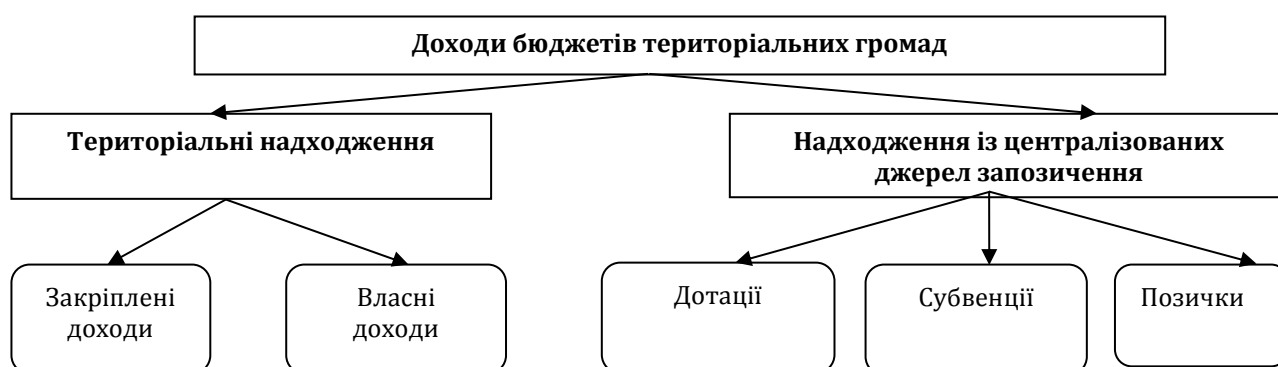 Доходи бюджетів територіальних громад
Територіальні надходження
Надходження із централізованих
джерел запозичення
Закріплені
доходи
Власні
доходи
Дотації
Субвенції
Позички